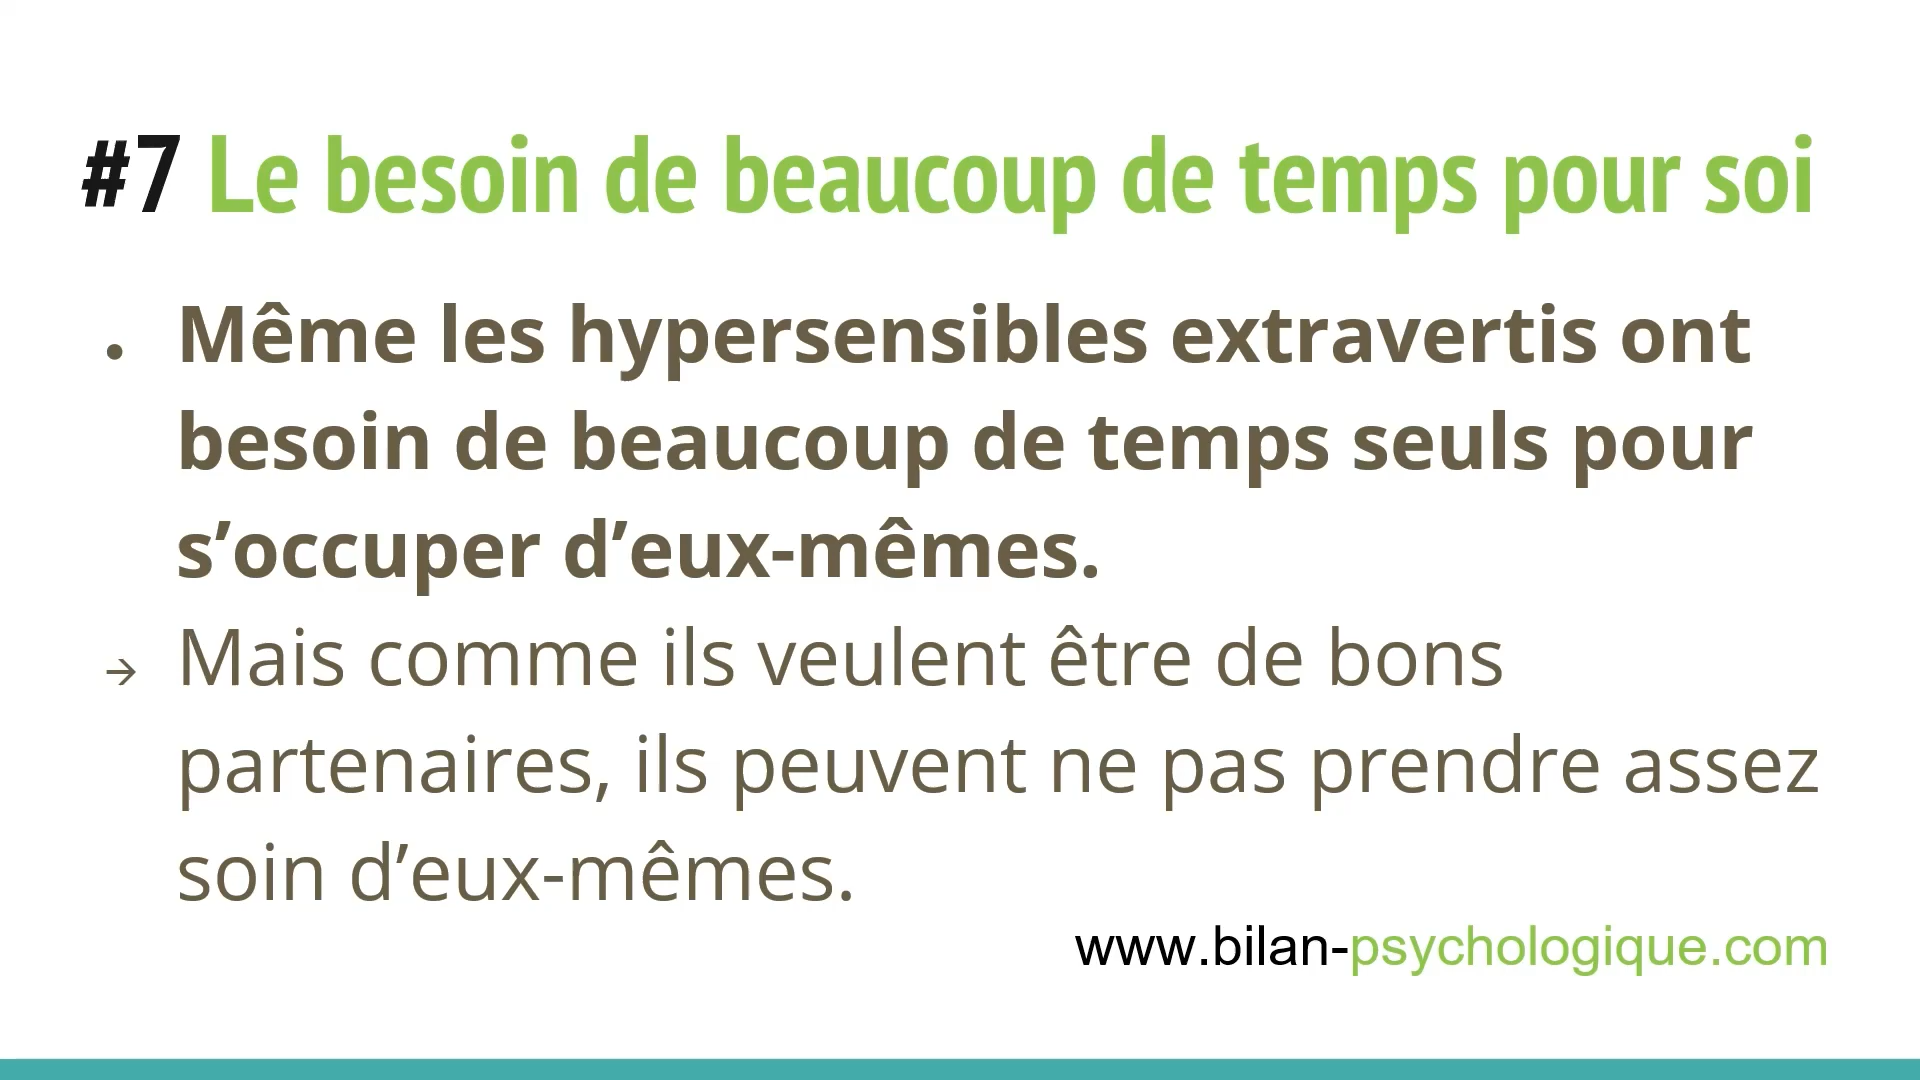 #7 Le besoin de beaucoup de temps pour soi
• Même les hypersensibles extravertis ont
besoin de beaucoup de temps seuls pour
s’occuper d’eux-mêmes.
→ Mais comme ils veulent être de bons
partenaires, ils peuvent ne pas prendre assez
soin d’eux-mêmes.
www.bilan-psychologique.com